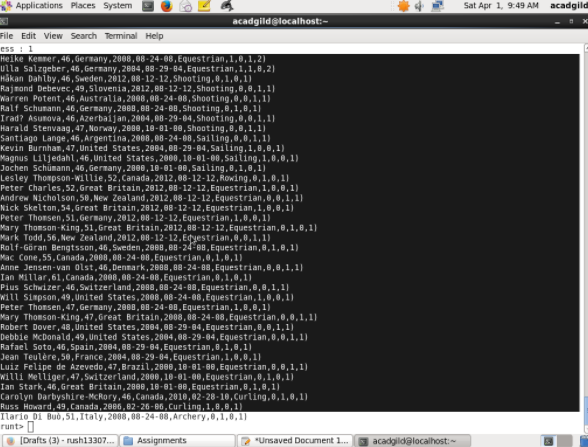 Places System Sat Apr 1, 9:49 AM acadgild
acadgild@localhost:~
File Edit View Search Terminal Help
ess : 1
Heike Kemmer,46,Germany,2008,08-24-08,Equestrian,1,0,1,2)
Ulla Salzgeber,46,Germany,2004,08-29-04,Equestrian,1,1,0,2)
Håkan Dahlby,46,Sweden,2012,08-12-12,Shooting,0,1,0,1)
Rajmond Debevec,49,Slovenia,2012,08-12-12,Shooting,0,0,1,1)
Warren Potent,46,Australia,2008,08-24-08,Shooting,0,0,1,1)
Ralf Schumann,46,Germany,2008,08-24-08,Shooting,0,1,0,1)
Irad? Asumova,46,Azerbaijan,2004,08-29-04,Shooting,0,0,1,1)
Harald Stenvaag,47,Norway,2000,10-01-00,Shooting,0,0,1,1)
Santiago Lange,46,Argentina,2008,08-24-08,Sailing,0,0,1,1)
Kevin Burnham,47,United States,2004,08-29-04,Sailing,1,0,0,1)
Magnus Liljedahl,46,United States,2000,10-01-00,Sailing,1,0,0,1)
Jochen Schümann,46,Germany,2000,10-01-00,Sailing,0,0,1,1)
Lesley Thompson-Willie,52,Canada,2012,08-12-12,Rowing,0,1,0,1)
Peter Charles,52,Great Britain,2012,08-12-12,Equestrian,1,0,0,1)
Andrew Nicholson,50,New Zealand,2012,08-12-12,Equestrian,0,0,1,1)
Nick Skelton,54,Great Britain,2012,08-12-12,Equestrian,1,0,0,1)
Peter Thomsen,51,Germany,2012,08-12-12,Equestrian,1,0,0,1)
Mary Thomson-King,51,Great Britain,2012,08-12-12,Equestrian,0,1,0,1)
Mark Todd,56,New Zealand,2012,08-12-12,Equestrian,0,0,1,1)
Rolf-Göran Bengtsson,46,Sweden,2008,08-24-08,Equestrian,0,1,0,1)
Mac Cone,55,Canada,2008,08-24-08,Equestrian,0,1,0,1)
Anne Jensen-van Olst,46,Denmark,2008,08-24-08,Equestrian,0,0,1,1)
Ian Millar,61,Canada,2008,08-24-08,Equestrian,0,1,0,1)
Pius Schwizer,46,Switzerland,2008,08-24-08,Equestrian,0,0,1,1)
Will Simpson,49,United States,2008,08-24-08,Equestrian,1,0,0,1)
Peter Thomsen,47,Germany,2008,08-24-08,Equestrian,1,0,0,1)
Mary Thomson-King,47,Great Britain,2008,08-24-08,Equestrian,0,0,1,1)
Robert Dover,48,United States,2004,08-29-04,Equestrian,0,0,1,1)
Debbie McDonald,49,United States,2004,08-29-04,Equestrian,0,0,1,1)
Rafael Soto,46,Spain,2004,08-29-04,Equestrian,0,1,0,1)
Jean Teulère,50,France,2004,08-29-04,Equestrian,1,0,0,1)
Luiz Felipe de Azevedo,47,Brazil,2000,10-01-00,Equestrian,0,0,1,1)
Willi Melliger,47,Switzerland,2000,10-01-00,Equestrian,0,1,0,1)
Ian Stark,46,Great Britain,2000,10-01-00,Equestrian,0,1,0,1)
Carolyn Darbyshire-McRorie,46,Canada,2010,02-28-10,Curling,0,1,0,1)
Russ Howard,49,Canada,2006,02-26-06,Curling,1,0,0,1)
Ilario Di Buò,51,Italy,2008,08-24-08,Archery,0,1,0,1)
runt>
[Drafts (3) - rush13307... Assignments *Unsaved Document 1... acadgild@localhost:~